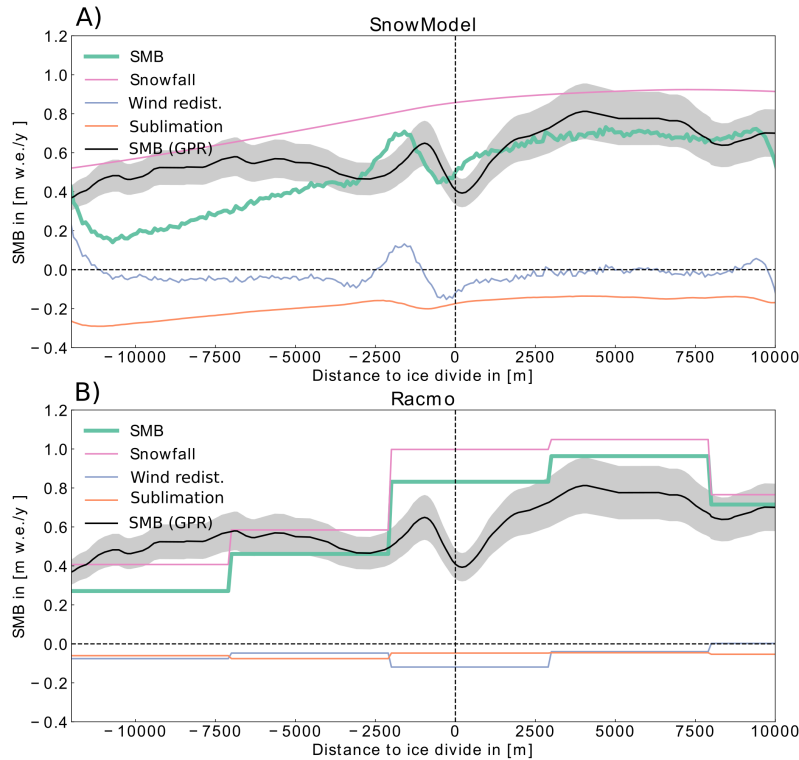 A)
SnowModel
1.2
1.0
0.8
0.6
0.4
0.2
0.0
−0.2
−0.4
SMB in [m w.e./y ]
SMB
Snowfall
Wind redist.
Sublimation
SMB (GPR)
−10000 −7500 −5000 −2500 0 2500 5000 7500 10000
Distance to ice divide in [m]
B)
Racmo
1.2
1.0
0.8
0.6
0.4
0.2
0.0
−0.2
−0.4
SMB in [m w.e./y ]
SMB
Snowfall
Wind redist.
Sublimation
SMB (GPR)
−10000 −7500 −5000 −2500 0 2500 5000 7500 10000
Distance to ice divide in [m]